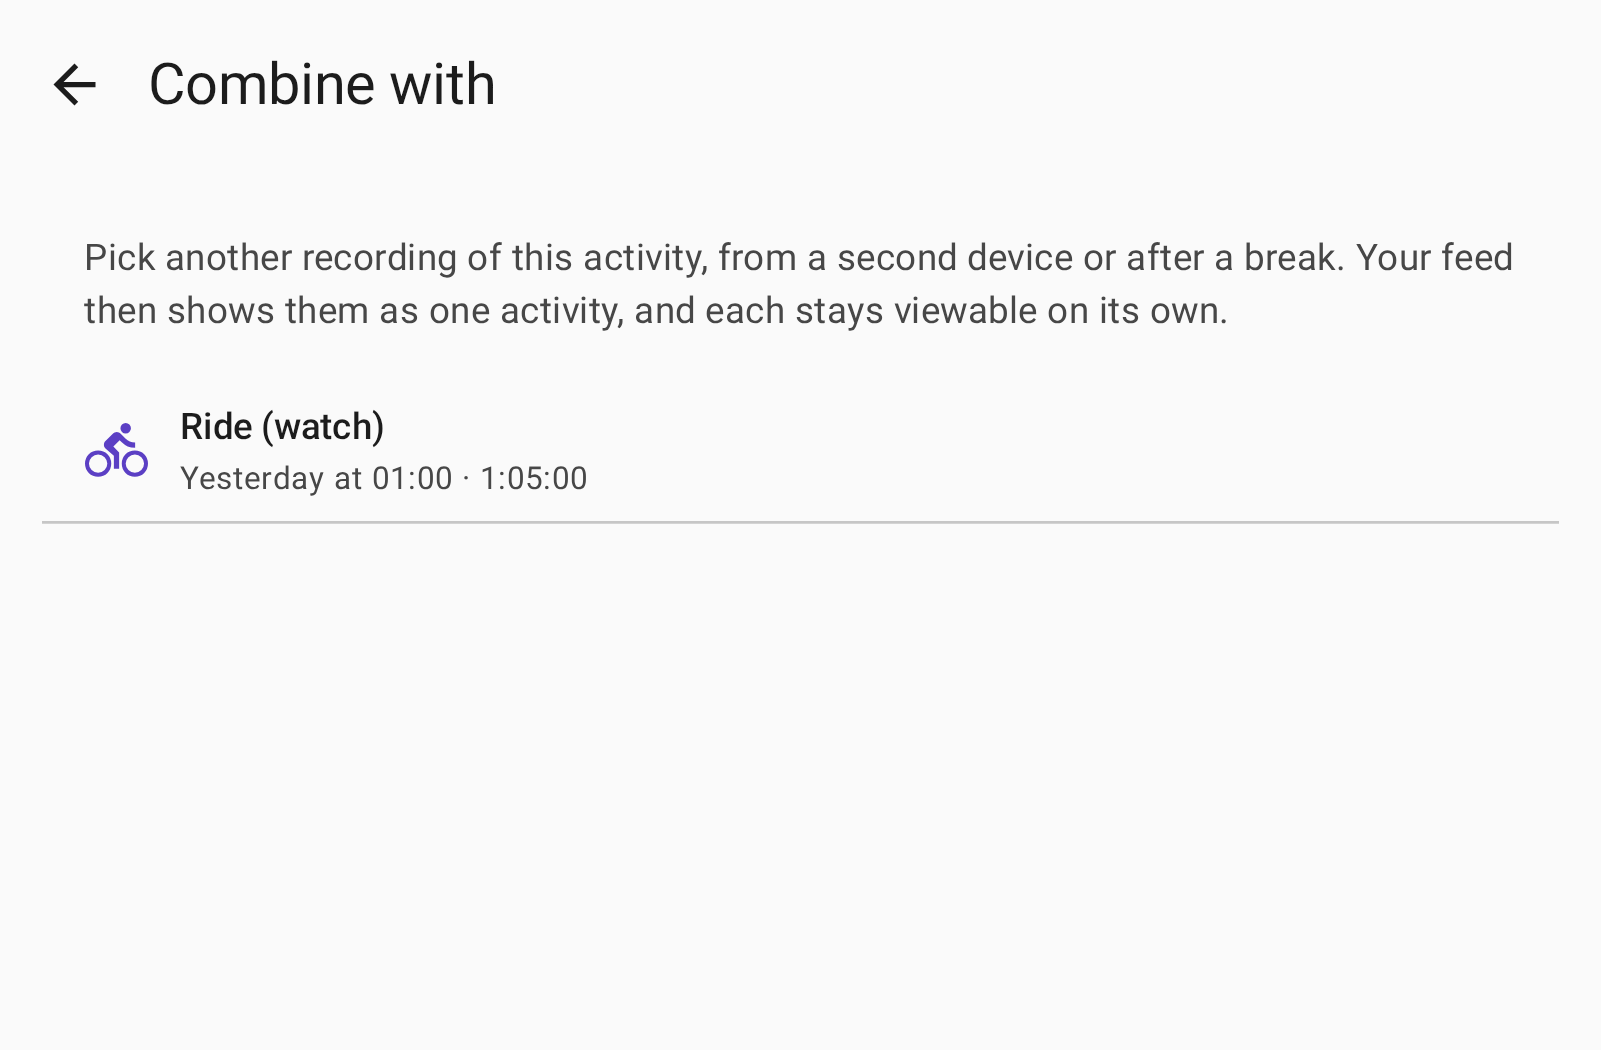 Combine with
Pick another recording of this activity, from a second device or after a break. Your feed
then shows them as one activity, and each stays viewable on its own.
Ride (watch)
Yesterday at 01:00 · 1:05:00